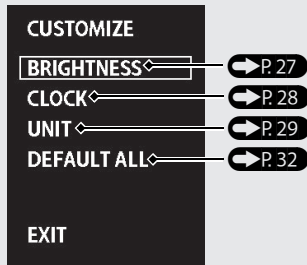 CUSTOMIZE
BRIGHTNESS P. 27
CLOCK P. 28
UNIT P. 29
DEFAULT ALL P. 32
EXIT